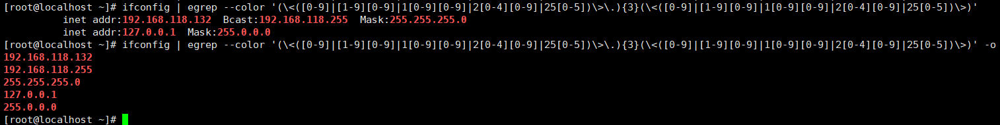 [root@localhost ~]# ifconfig | egrep --color '(\<([0-9]|[1-9][0-9]|1[0-9][0-9]|2[0-4][0-9]|25[0-5])\>\.){3}(\<([0-9]|[1-9][0-9]|1[0-9][0-9]|2[0-4][0-9]|25[0-5])\>)'
inet addr:192.168.118.132  Bcast:192.168.118.255  Mask:255.255.255.0
inet addr:127.0.0.1  Mask:255.0.0.0
[root@localhost ~]# ifconfig | egrep --color '(\<([0-9]|[1-9][0-9]|1[0-9][0-9]|2[0-4][0-9]|25[0-5])\>\.){3}(\<([0-9]|[1-9][0-9]|1[0-9][0-9]|2[0-4][0-9]|25[0-5])\>)' -o
192.168.118.132
192.168.118.255
255.255.255.0
127.0.0.1
255.0.0.0
[root@localhost ~]#